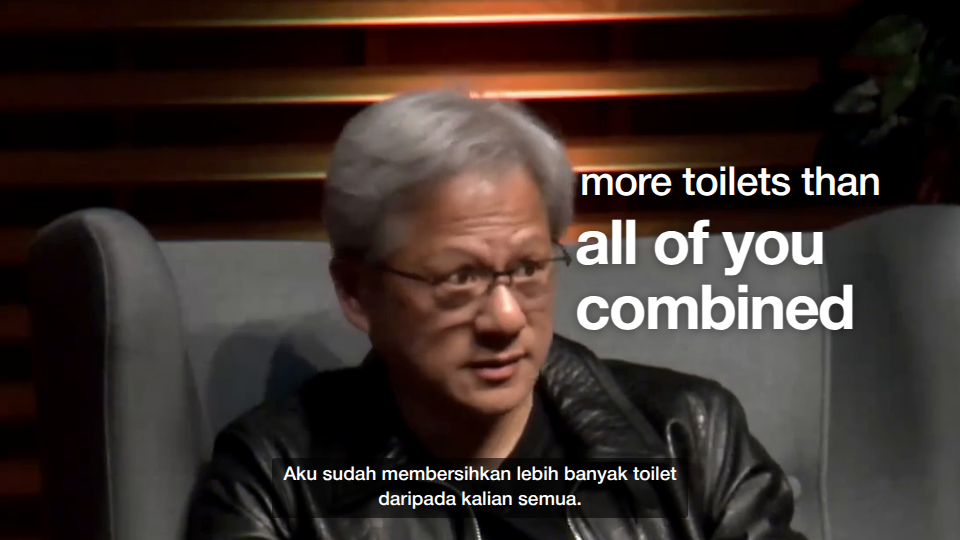 more toilets than
all of you
combined
Aku sudah membersihkan lebih banyak toilet
daripada kalian semua.